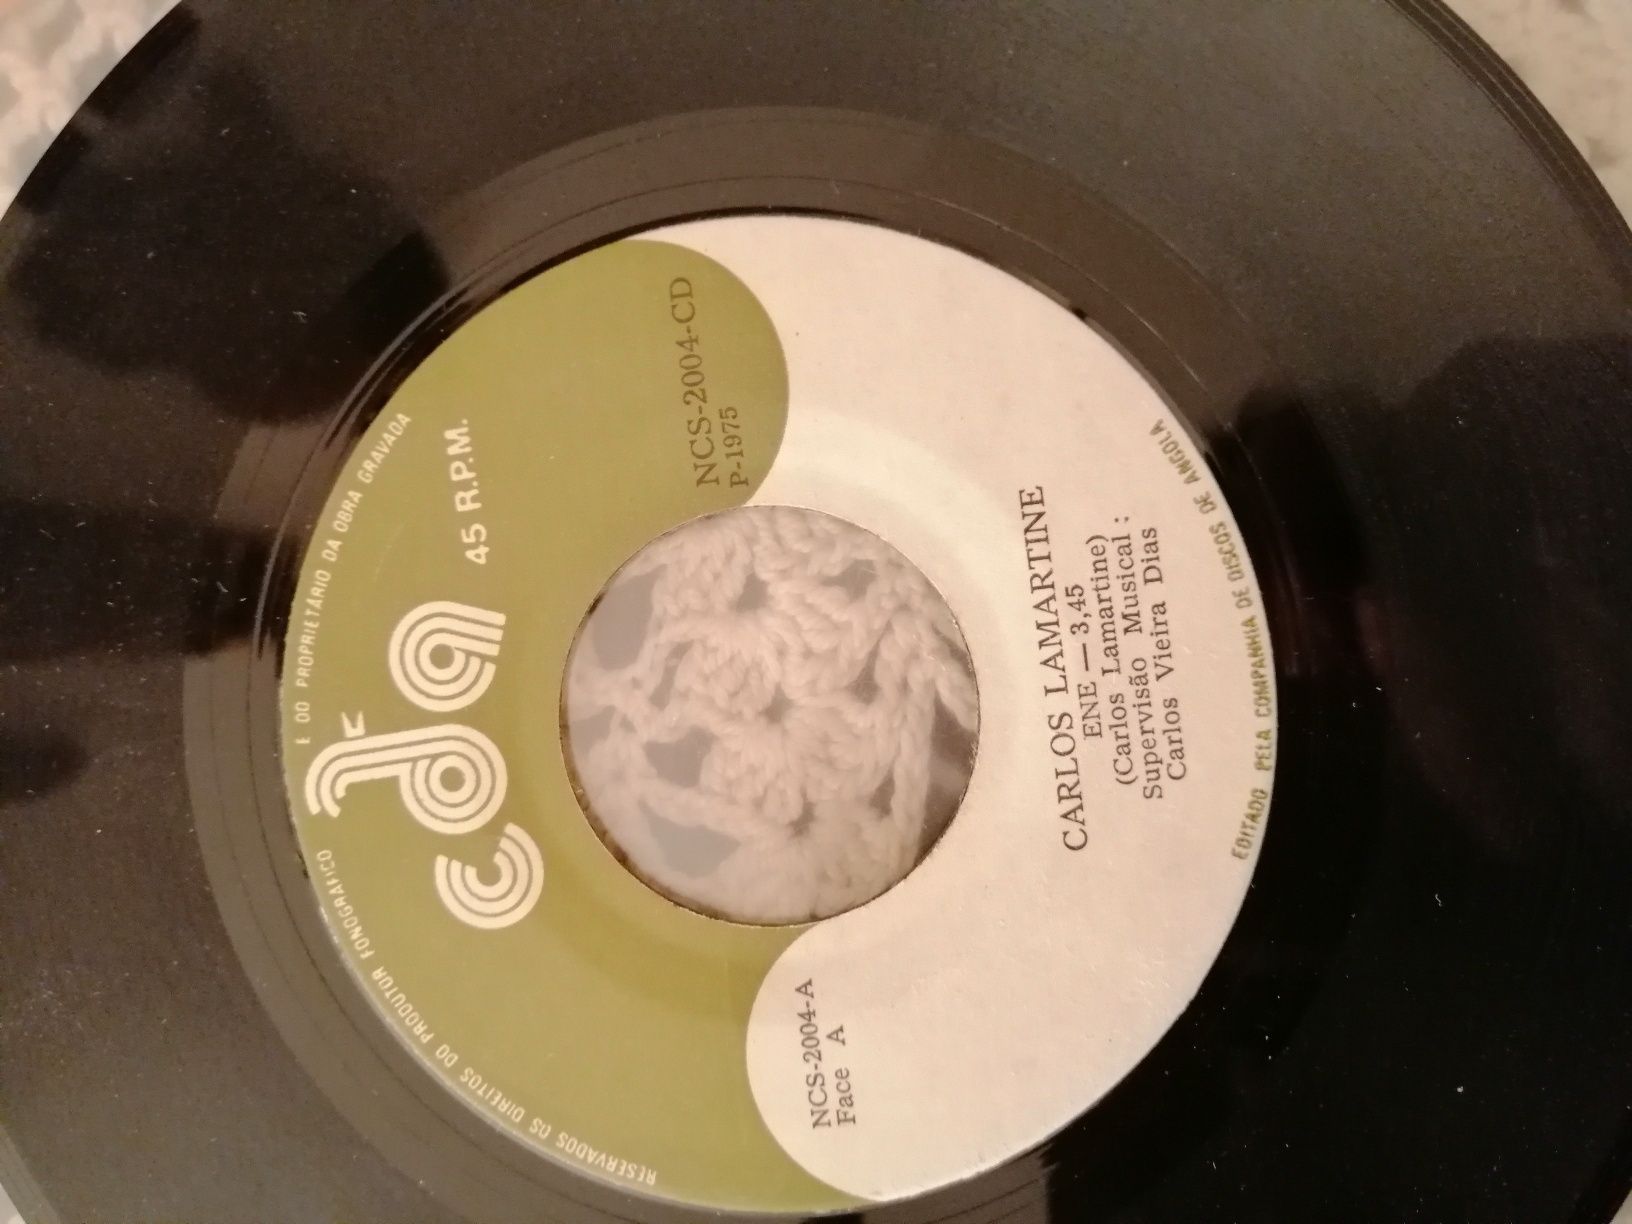 RESERVADOS OS DIREITOS DO PRODUTOR FONOGRÁFICO E DO PROPRIETÁRIO DA OBRA GRAVADA
cda
45 R.P.M.
NCS-2004-CD
P-1975
NCS-2004-A
Face A
CARLOS LAMARTINE
ENE — 3,45
(Carlos Lamartine)
Supervisão Musical :
Carlos Vieira Dias
EDITADO PELA COMPANHIA DE DISCOS DE ANGOLA